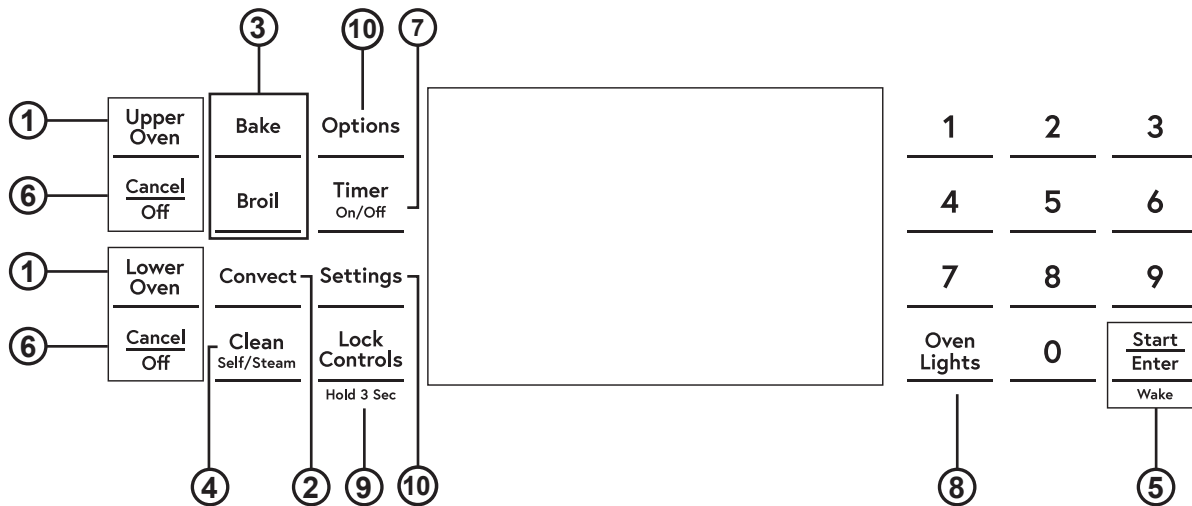 3 10 7
1 Upper Oven Bake Options 1 2 3
6 Cancel Off Broil Timer On/Off 4 5 6
1 Lower Oven Convect Settings 7 8 9
6 Cancel Off Clean Self/Steam Lock Controls Hold 3 Sec Oven Lights 0 Start Enter Wake
4 2 9 10 8 5